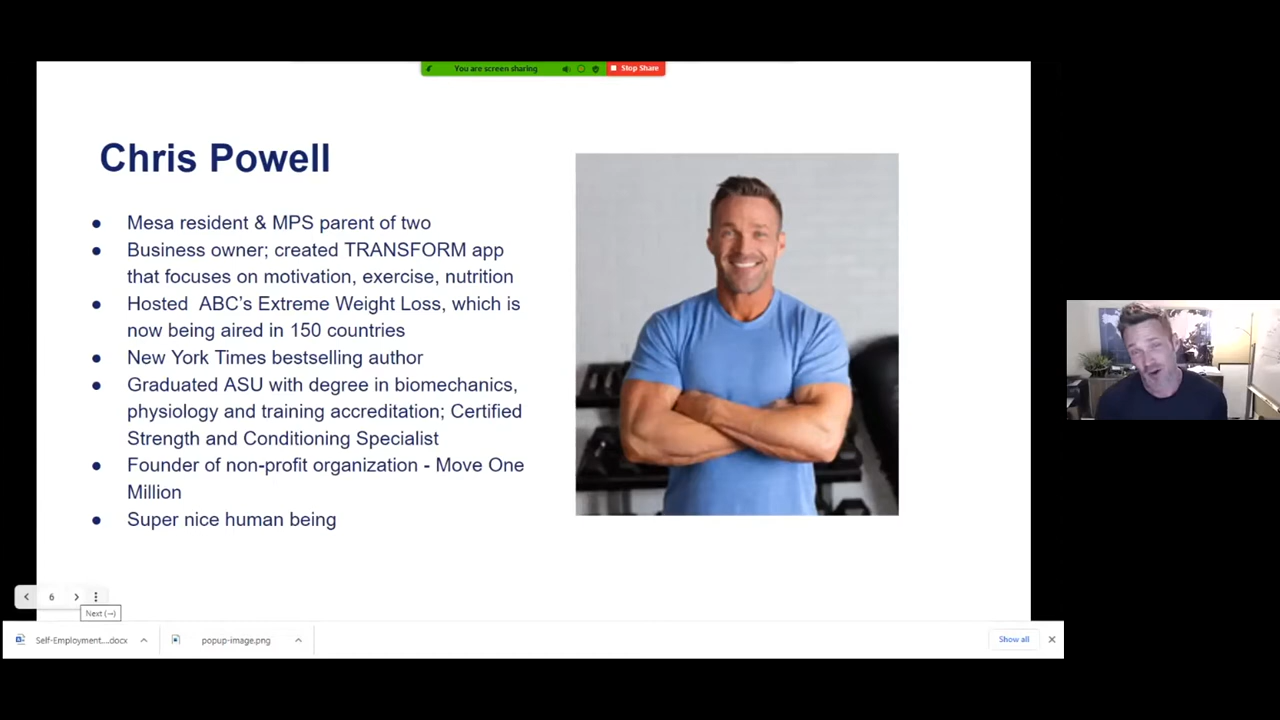 You are screen sharing
Stop Share
Chris Powell
● Mesa resident & MPS parent of two
● Business owner; created TRANSFORM app
that focuses on motivation, exercise, nutrition
● Hosted  ABC's Extreme Weight Loss, which is
now being aired in 150 countries
● New York Times bestselling author
● Graduated ASU with degree in biomechanics,
physiology and training accreditation; Certified
Strength and Conditioning Specialist
● Founder of non-profit organization - Move One
Million
● Super nice human being
6
Next (→)
Self-Employment....docx
popup-image.png
Show all